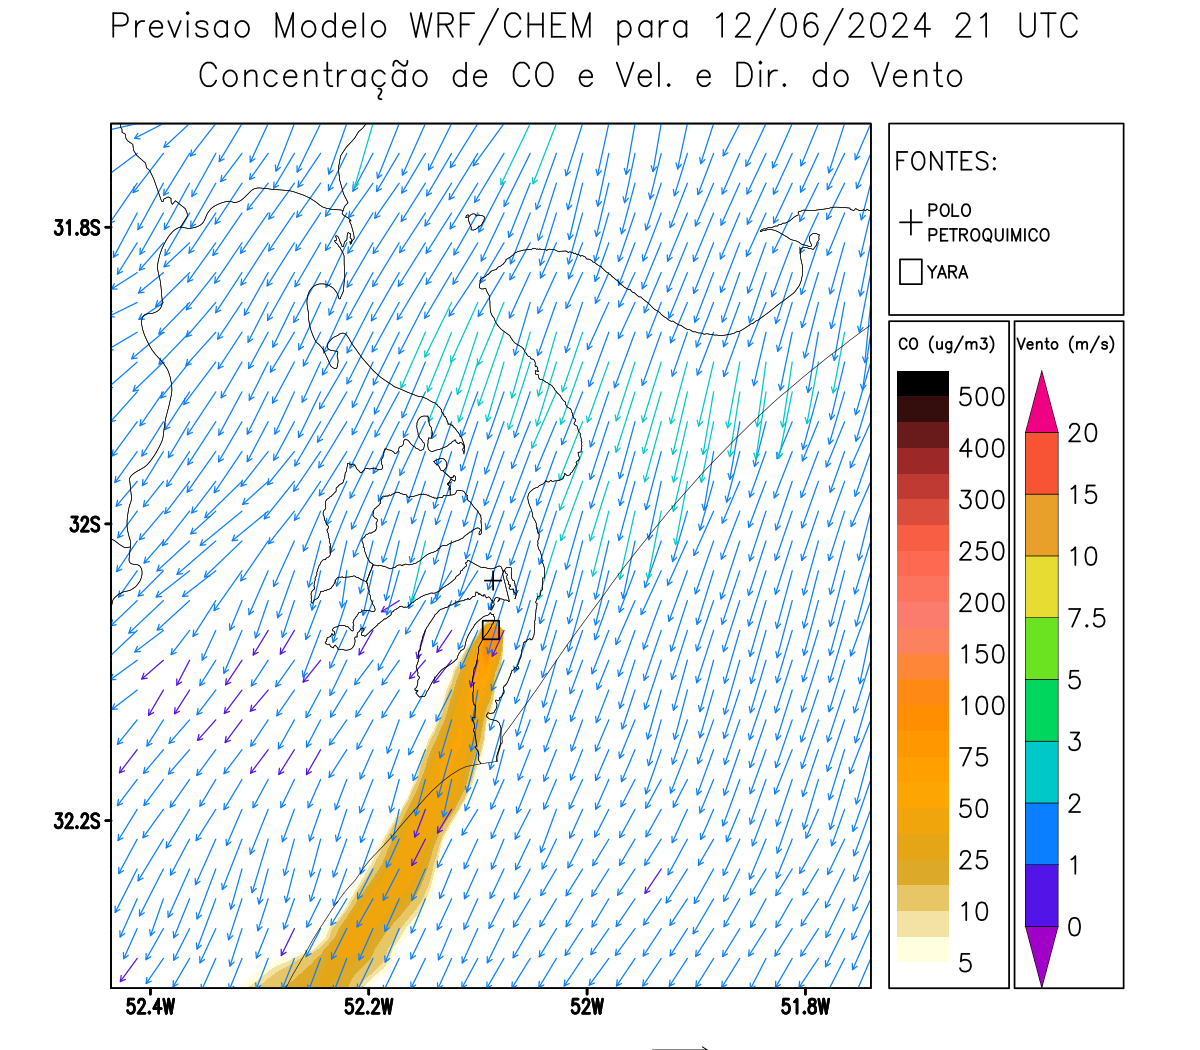 Previsao Modelo WRF/CHEM para 12/06/2024 21 UTC
Concentração de CO e Vel. e Dir. do Vento
FONTES:
POLO
PETROQUIMICO
YARA
CO (ug/m3)
500
400
300
250
200
150
100
75
50
25
10
5
Vento (m/s)
20
15
10
7.5
5
3
2
1
0
31.8S
32S
32.2S
52.4W
52.2W
52W
51.8W